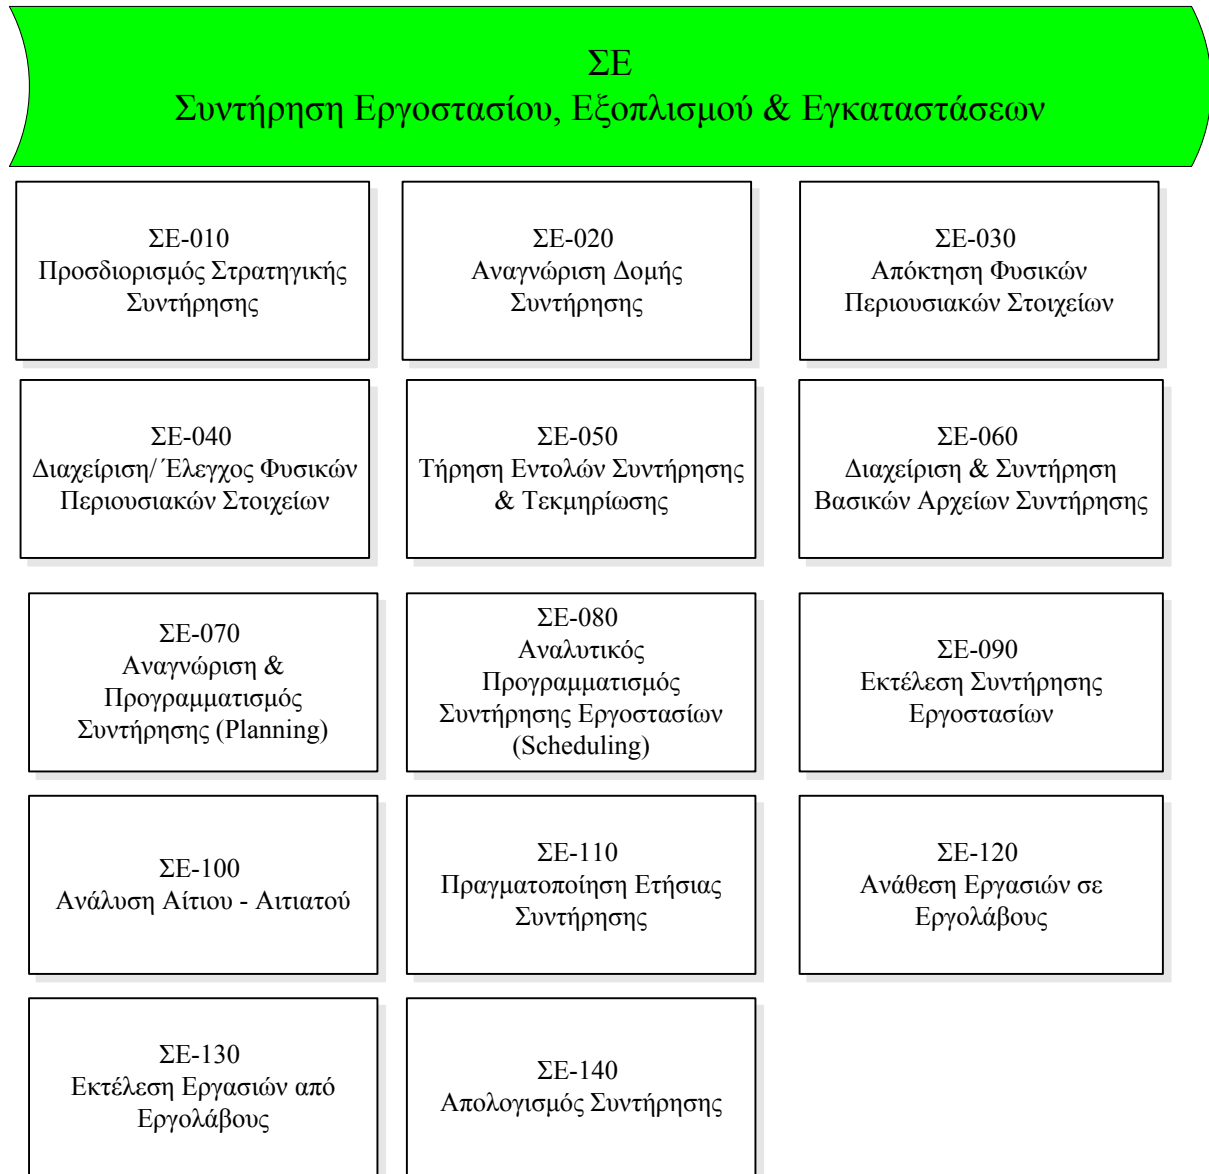 ΣΕ
Συντήρηση Εργοστασίου, Εξοπλισμού & Εγκαταστάσεων
ΣΕ-010
Προσδιορισμός Στρατηγικής
Συντήρησης
ΣΕ-020
Αναγνώριση Δομής
Συντήρησης
ΣΕ-030
Απόκτηση Φυσικών
Περιουσιακών Στοιχείων
ΣΕ-040
Διαχείριση/ Έλεγχος Φυσικών
Περιουσιακών Στοιχείων
ΣΕ-050
Τήρηση Εντολών Συντήρησης
& Τεκμηρίωσης
ΣΕ-060
Διαχείριση & Συντήρηση
Βασικών Αρχείων Συντήρησης
ΣΕ-070
Αναγνώριση &
Προγραμματισμός
Συντήρησης (Planning)
ΣΕ-080
Αναλυτικός
Προγραμματισμός
Συντήρησης Εργοστασίων
(Scheduling)
ΣΕ-090
Εκτέλεση Συντήρησης
Εργοστασίων
ΣΕ-100
Ανάλυση Αίτιου - Αιτιατού
ΣΕ-110
Πραγματοποίηση Ετήσιας
Συντήρησης
ΣΕ-120
Ανάθεση Εργασιών σε
Εργολάβους
ΣΕ-130
Εκτέλεση Εργασιών από
Εργολάβους
ΣΕ-140
Απολογισμός Συντήρησης